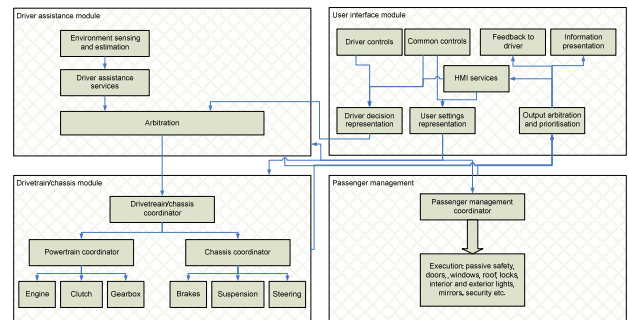 Driver assistance module
Environment sensing
and estimation
Driver assistance
services
Arbitration
User interface module
Driver controls
Common controls
Feedback to
driver
Information
presentation
HMI services
Driver decision
representation
User settings
representation
Output arbitration
and prioritisation
Drivetrain/chassis module
Drivetreain/chassis
coordinator
Powertrain coordinator
Chassis coordinator
Engine
Clutch
Gearbox
Brakes
Suspension
Steering
Passenger management
Passenger management
coordinator
Execution; passive safety,
doors, ,windows, roof, locks,
interior and exterior lights,
mirrors, security etc.